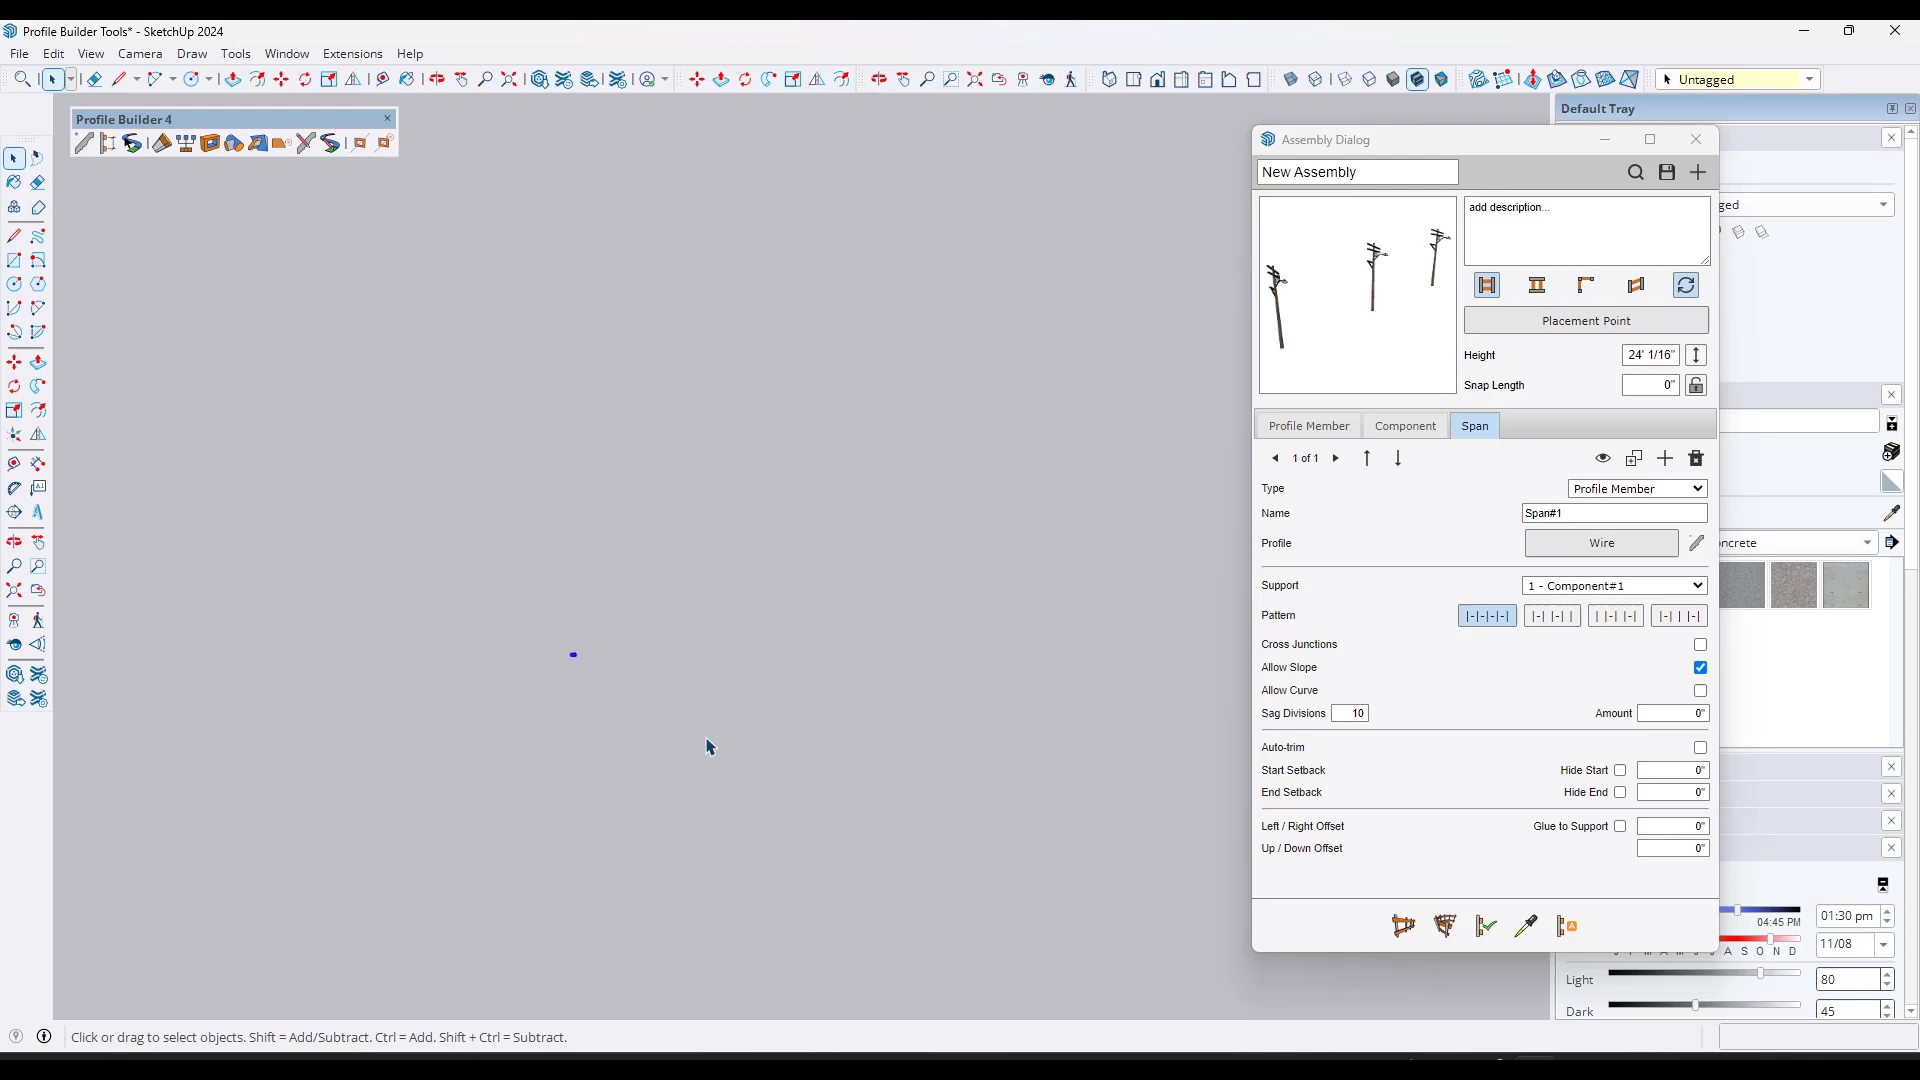 Profile Builder Tools* - SketchUp 2024
File Edit View Camera Draw Tools Window Extensions Help
Untagged
Profile Builder 4
Default Tray
Assembly Dialog
New Assembly
add description...
ged
Placement Point
Height 24' 1/16"
Snap Length 0"
Profile Member Component Span
1 of 1
Type Profile Member
Name Span#1
Profile Wire
ncrete
Support 1 - Component#1
Pattern |-|-|-|-| |-| |-| | | |-| |-| |-| | |-|
Cross Junctions
Allow Slope
Allow Curve
Sag Divisions 10 Amount 0"
Auto-trim
Start Setback Hide Start 0"
End Setback Hide End 0"
Left / Right Offset Glue to Support 0"
Up / Down Offset 0"
04:45 PM 01:30 pm
J F M A M J J A S O N D 11/08
Light 80
Dark 45
Click or drag to select objects. Shift = Add/Subtract. Ctrl = Add. Shift + Ctrl = Subtract.